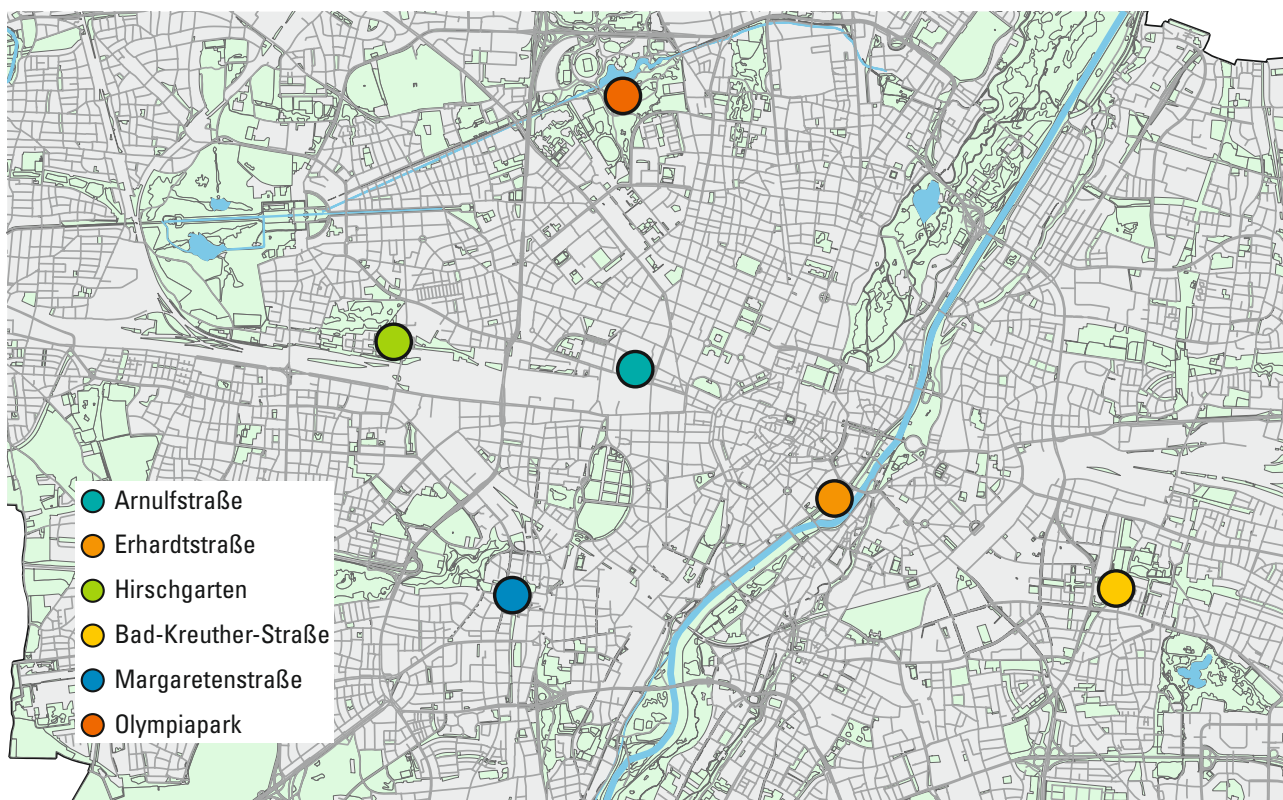 Arnulfstraße
Erhardtstraße
Hirschgarten
Bad-Kreuther-Straße
Margaretenstraße
Olympiapark